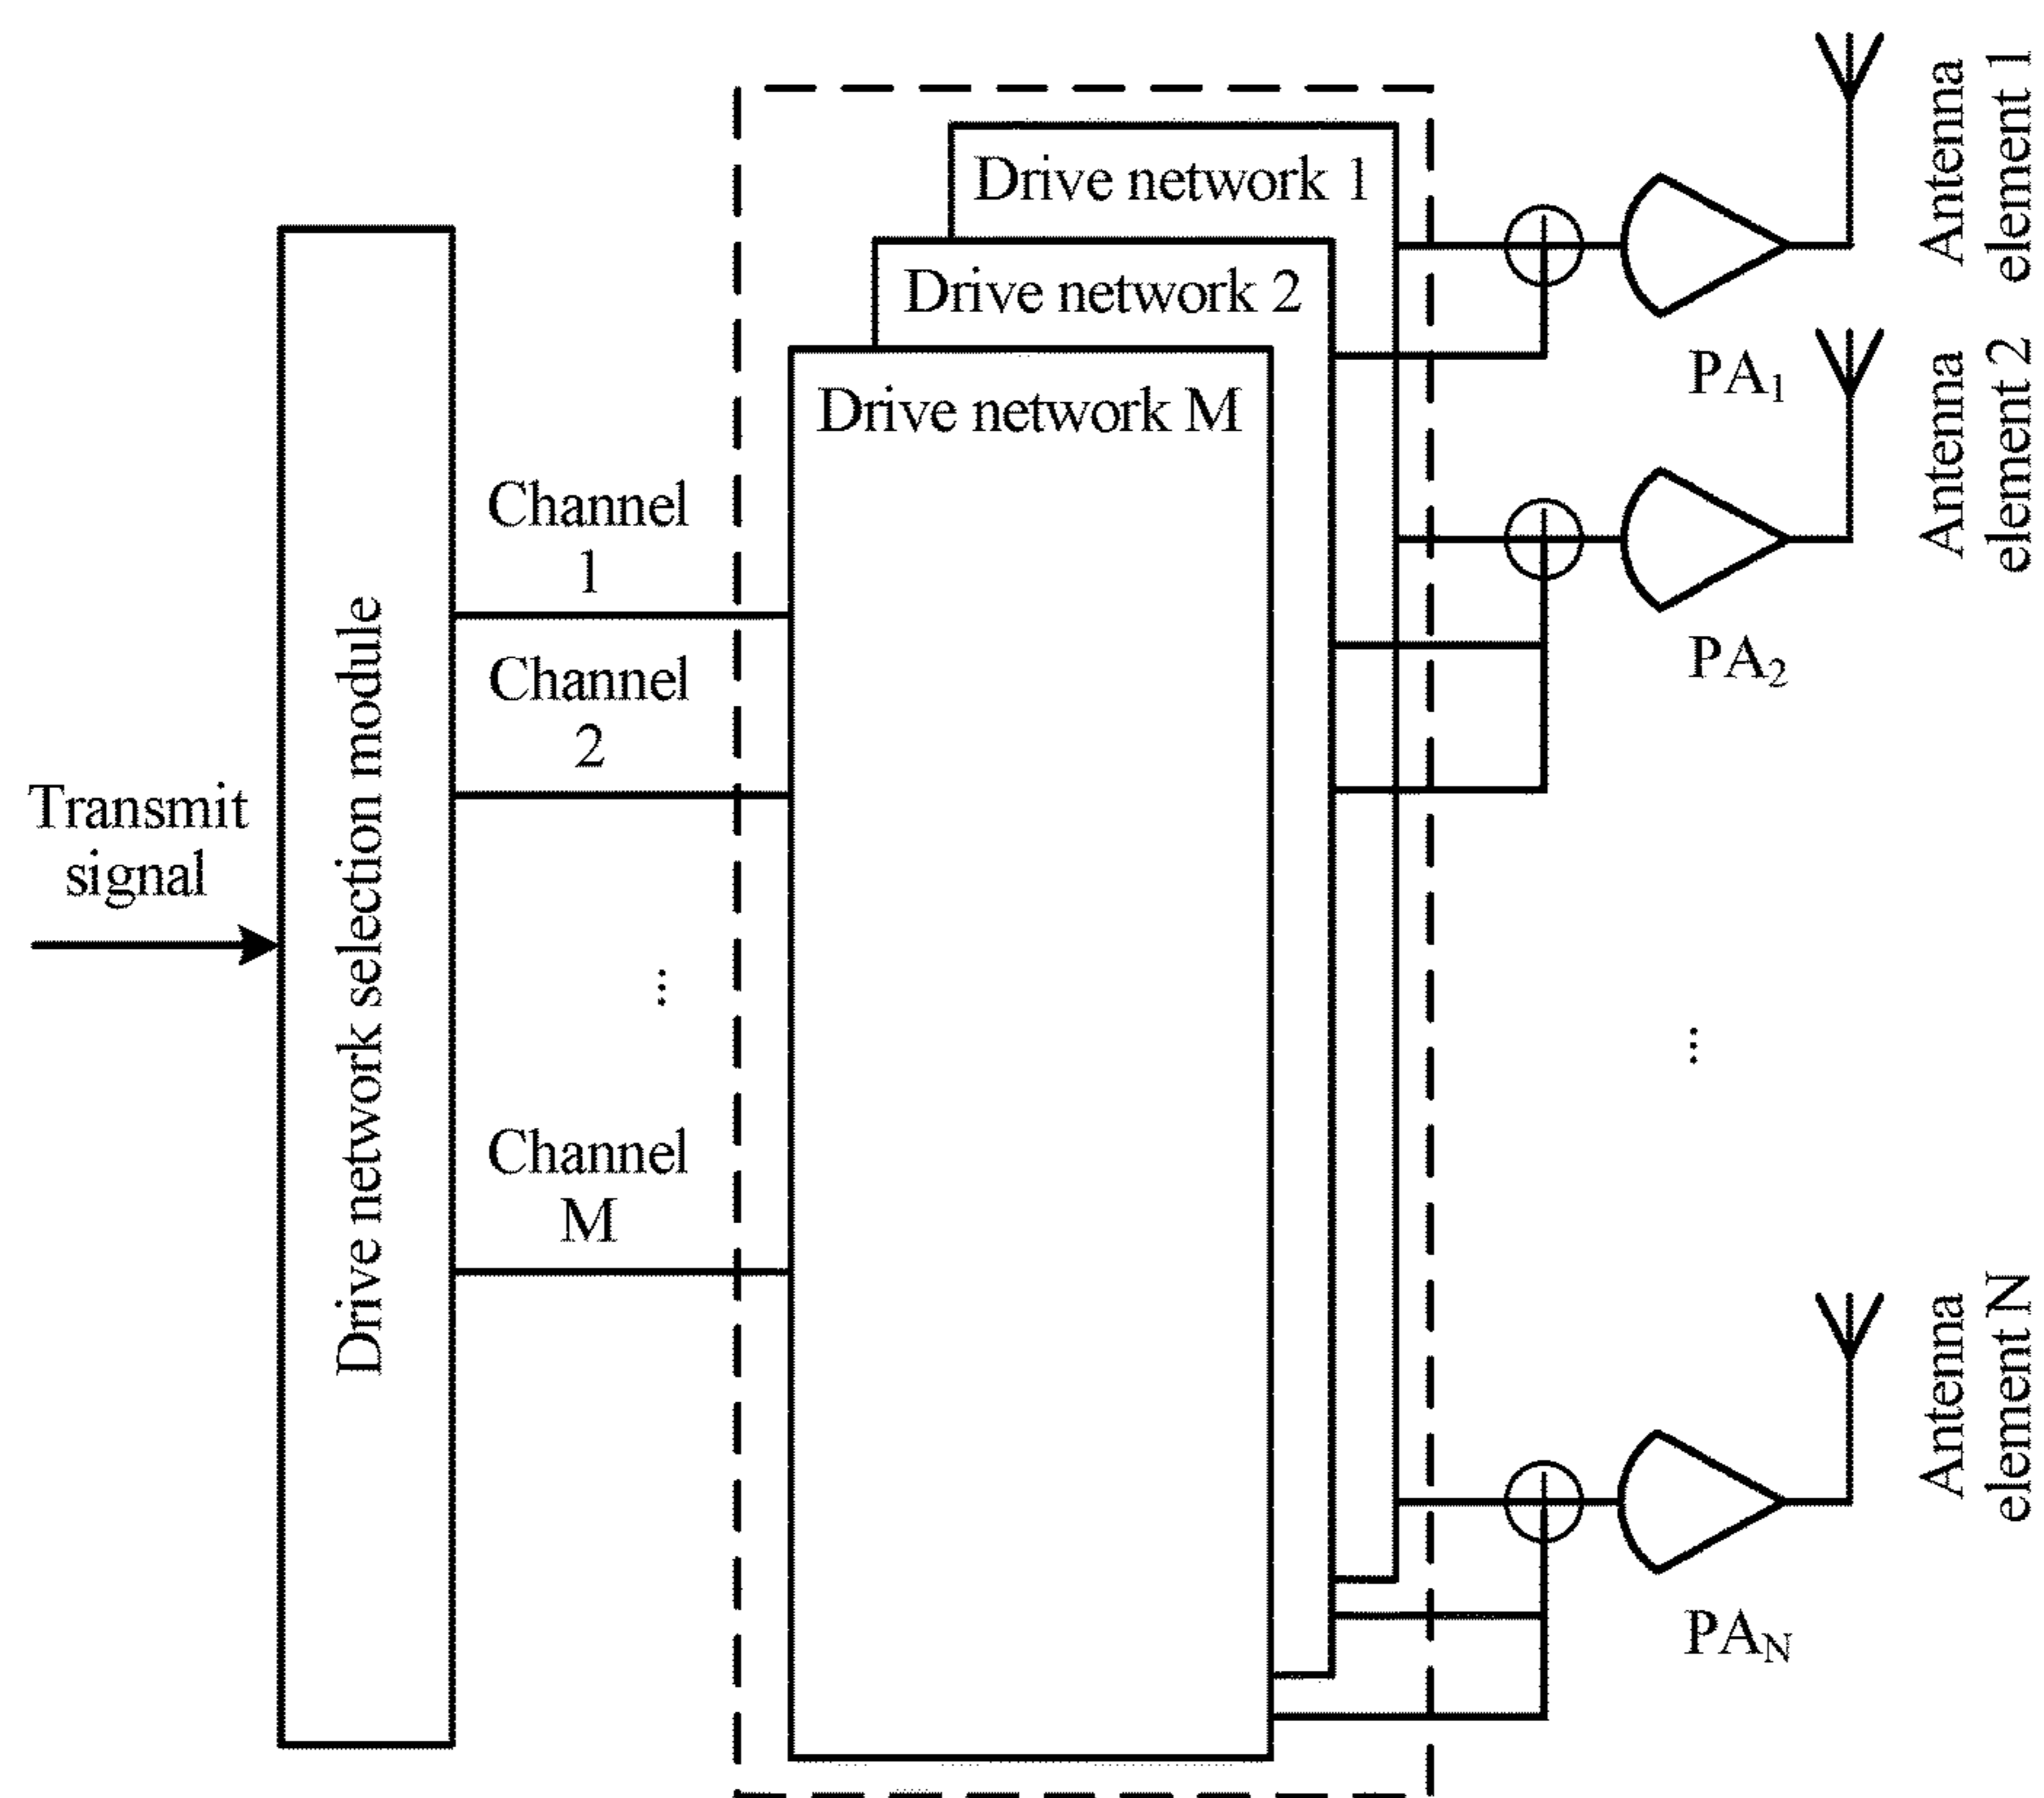 Transmit
signal
Drive network selection module
Channel
1
Channel
2
⋮
Channel
M
Drive network 1
Drive network 2
Drive network M
PA₁
PA₂
⋮
PA_N
Antenna
element 1
Antenna
element 2
Antenna
element N